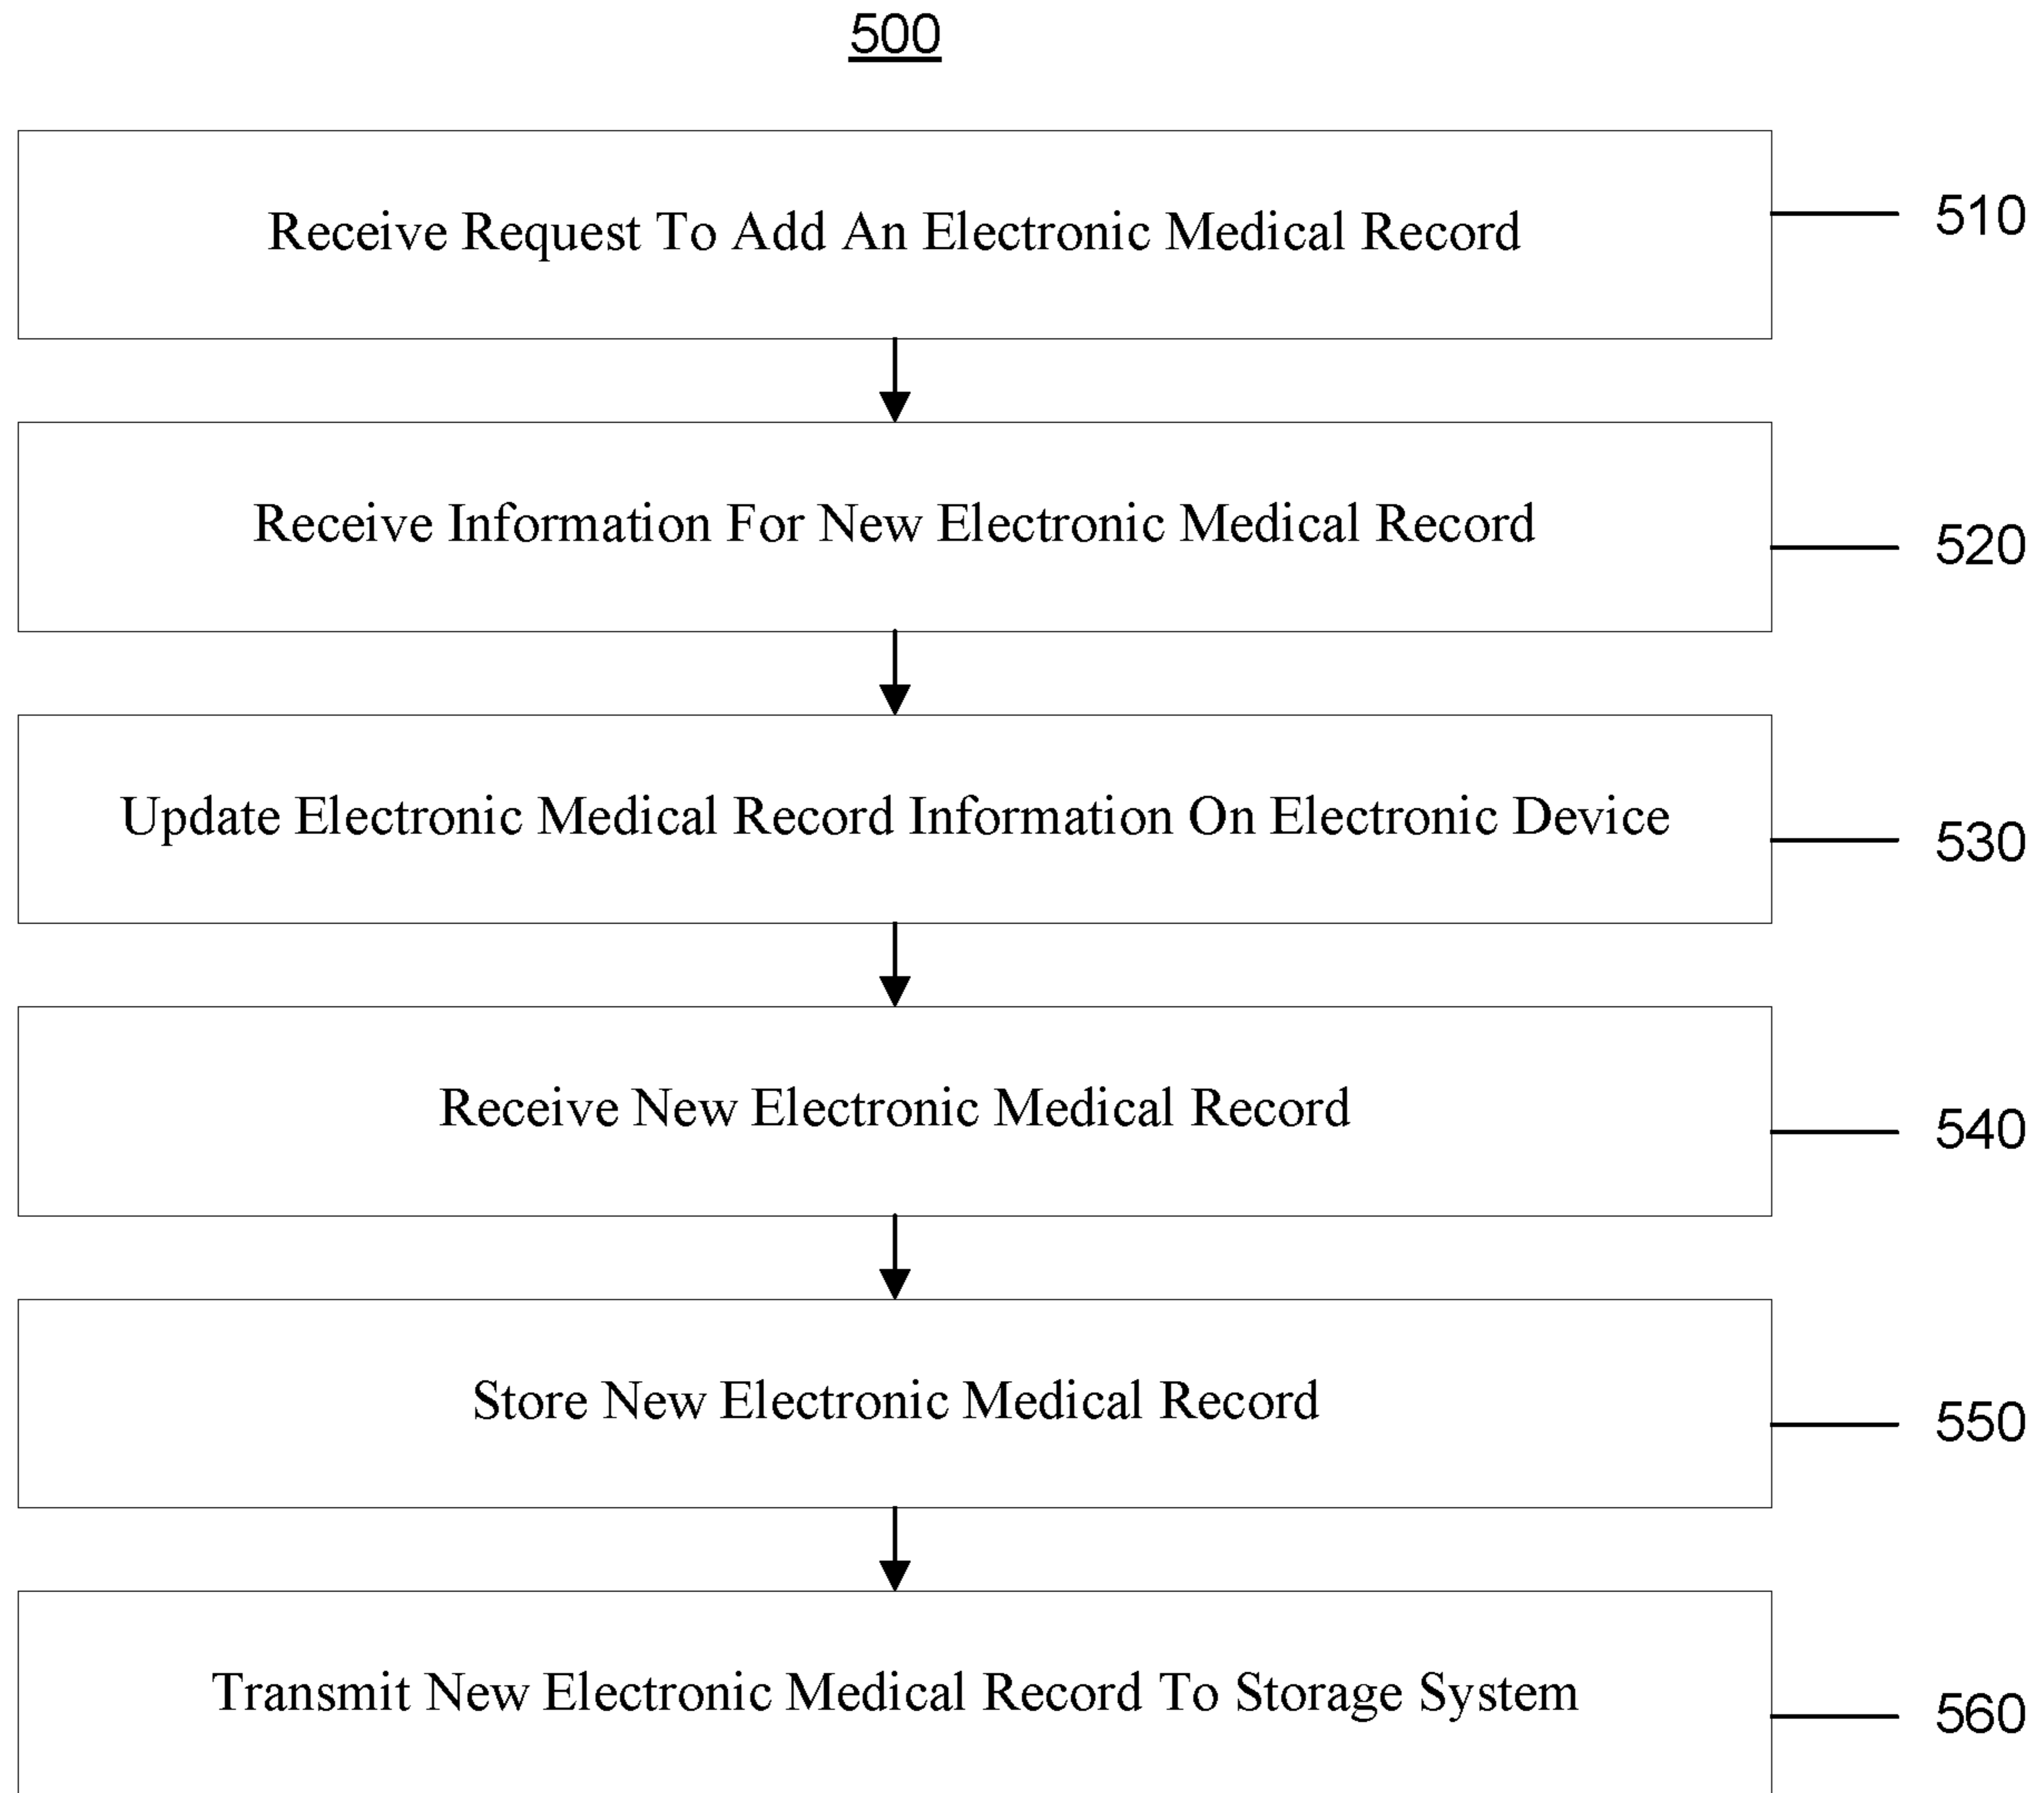 500
Receive Request To Add An Electronic Medical Record
510
Receive Information For New Electronic Medical Record
520
Update Electronic Medical Record Information On Electronic Device
530
Receive New Electronic Medical Record
540
Store New Electronic Medical Record
550
Transmit New Electronic Medical Record To Storage System
560